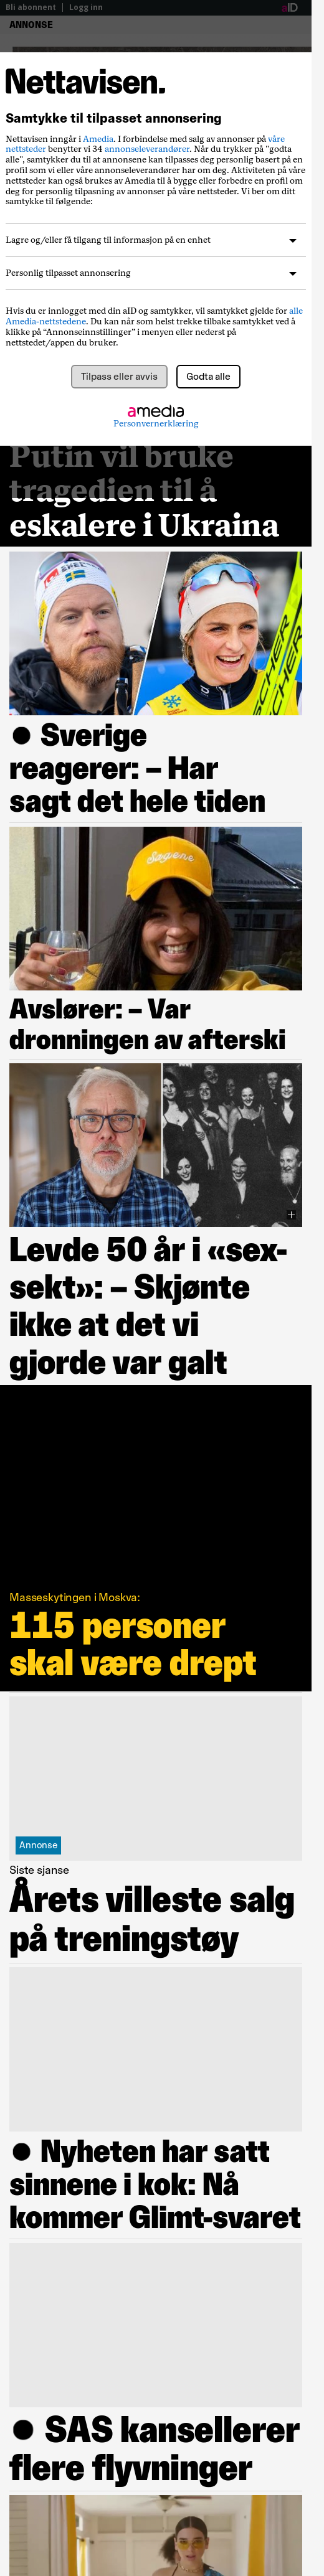 Bli abonnent | Logg inn
aID
ANNONSE
Nettavisen.
Samtykke til tilpasset annonsering
Nettavisen inngår i Amedia. I forbindelse med salg av annonser på våre
nettsteder benytter vi 34 annonseleverandører. Når du trykker på "godta
alle", samtykker du til at annonsene kan tilpasses deg personlig basert på en
profil som vi eller våre annonseleverandører har om deg. Aktiviteten på våre
nettsteder kan også brukes av Amedia til å bygge eller forbedre en profil om
deg for personlig tilpasning av annonser på våre nettsteder. Vi ber om ditt
samtykke til følgende:
Lagre og/eller få tilgang til informasjon på en enhet
Personlig tilpasset annonsering
Hvis du er innlogget med din aID og samtykker, vil samtykket gjelde for alle
Amedia-nettstedene. Du kan når som helst trekke tilbake samtykket ved å
klikke på “Annonseinnstillinger” i menyen eller nederst på
nettstedet/appen du bruker.
Tilpass eller avvis
Godta alle
amedia
Personvernerklæring
Putin vil bruke
tragedien til å
eskalere i Ukraina
● Sverige
reagerer: – Har
sagt det hele tiden
Avslører: – Var
dronningen av afterski
Levde 50 år i «sex-
sekt»: – Skjønte
ikke at det vi
gjorde var galt
Masseskytingen i Moskva:
115 personer
skal være drept
Annonse
Siste sjanse
Årets villeste salg
på treningstøy
● Nyheten har satt
sinnene i kok: Nå
kommer Glimt-svaret
● SAS kansellerer
flere flyvninger